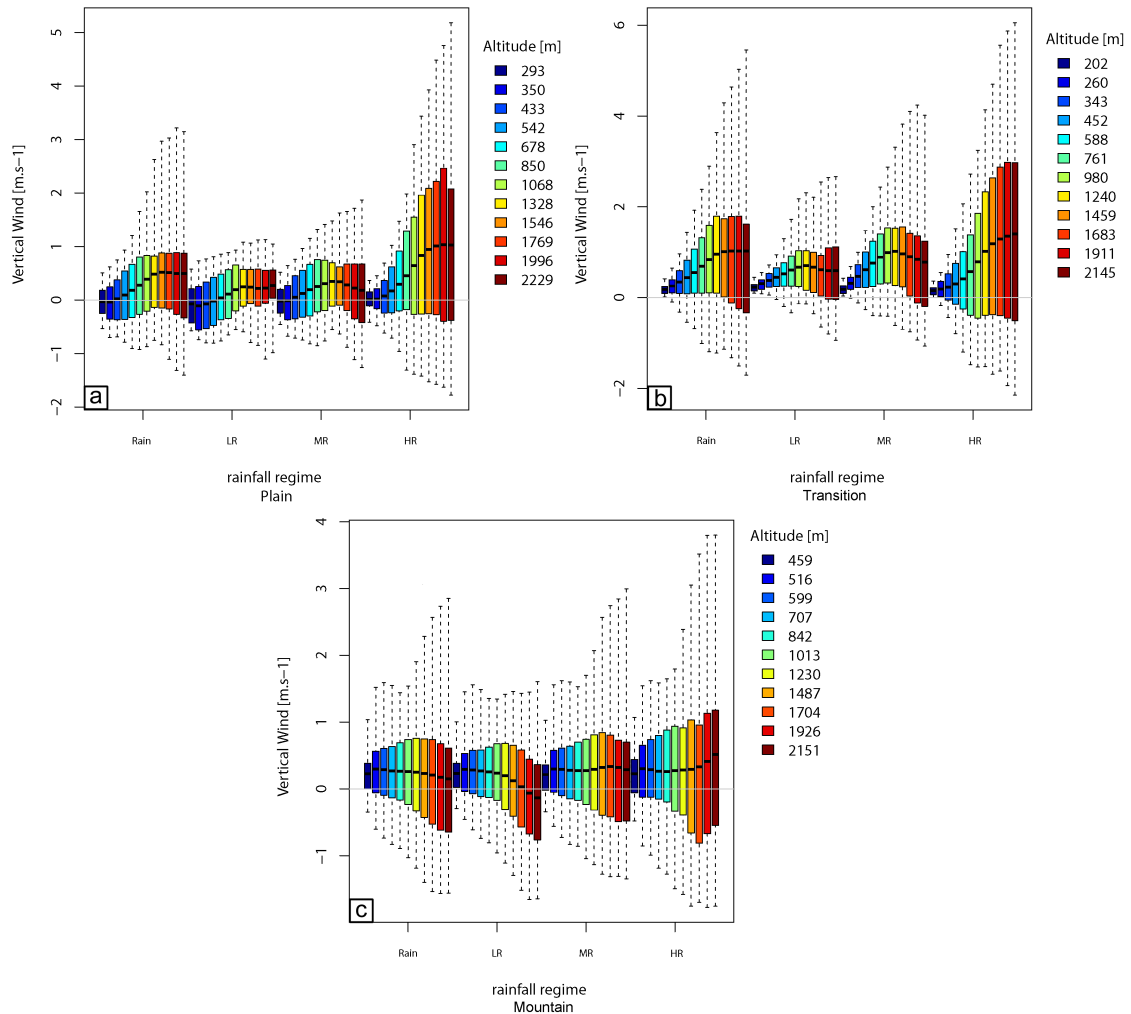 5
4
3
2
1
0
−1
−2
Vertical Wind [m.s−1]
a
Rain
LR
MR
HR
rainfall regime
Plain
Altitude [m]
293
350
433
542
678
850
1068
1328
1546
1769
1996
2229
6
4
2
0
−2
Vertical Wind [m.s−1]
b
Rain
LR
MR
HR
rainfall regime
Transition
Altitude [m]
202
260
343
452
588
761
980
1240
1459
1683
1911
2145
4
3
2
1
0
−1
Vertical Wind [m.s−1]
c
Rain
LR
MR
HR
rainfall regime
Mountain
Altitude [m]
459
516
599
707
842
1013
1230
1487
1704
1926
2151